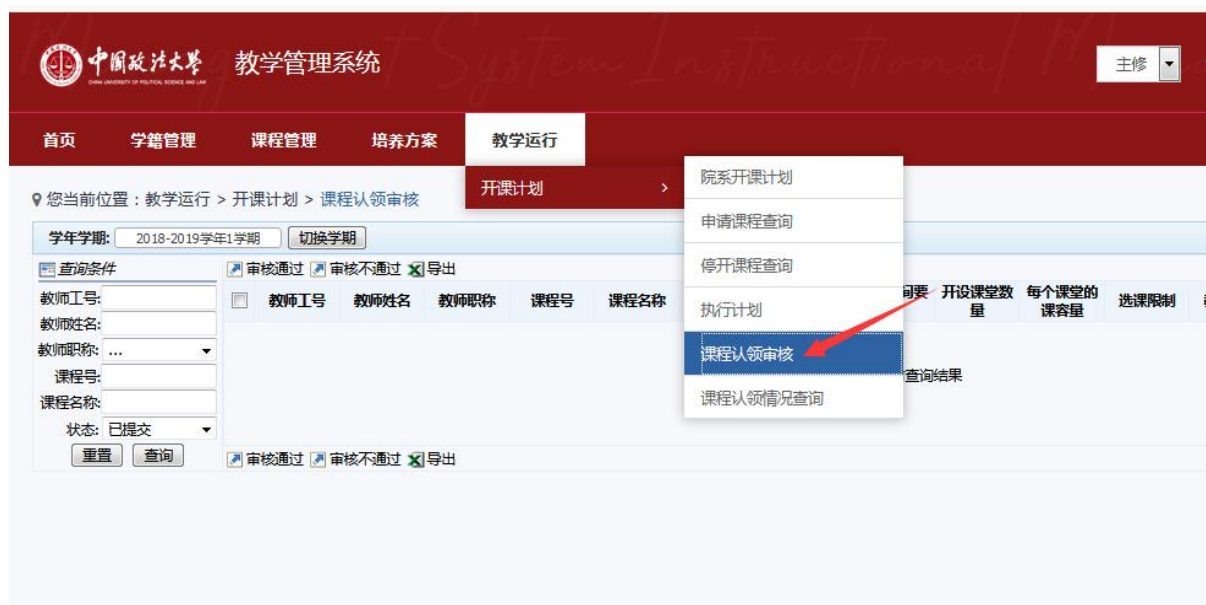 中国政法大学 教学管理系统 主修
CHINA UNIVERSITY OF POLITICAL SCIENCE AND LAW
首页 学籍管理 课程管理 培养方案 教学运行
开课计划 >
院系开课计划
申请课程查询
停开课程查询
执行计划
课程认领审核
课程认领情况查询
您当前位置：教学运行 > 开课计划 > 课程认领审核
学年学期: 2018-2019学年1学期 切换学期
查询条件
审核通过 审核不通过 导出
教师工号:
教师姓名:
教师职称: ...
课程号:
课程名称:
状态: 已提交
重置 查询
教师工号 教师姓名 教师职称 课程号 课程名称 间要 开设课堂数量 每个课堂的课容量 选课限制
查询结果
审核通过 审核不通过 导出